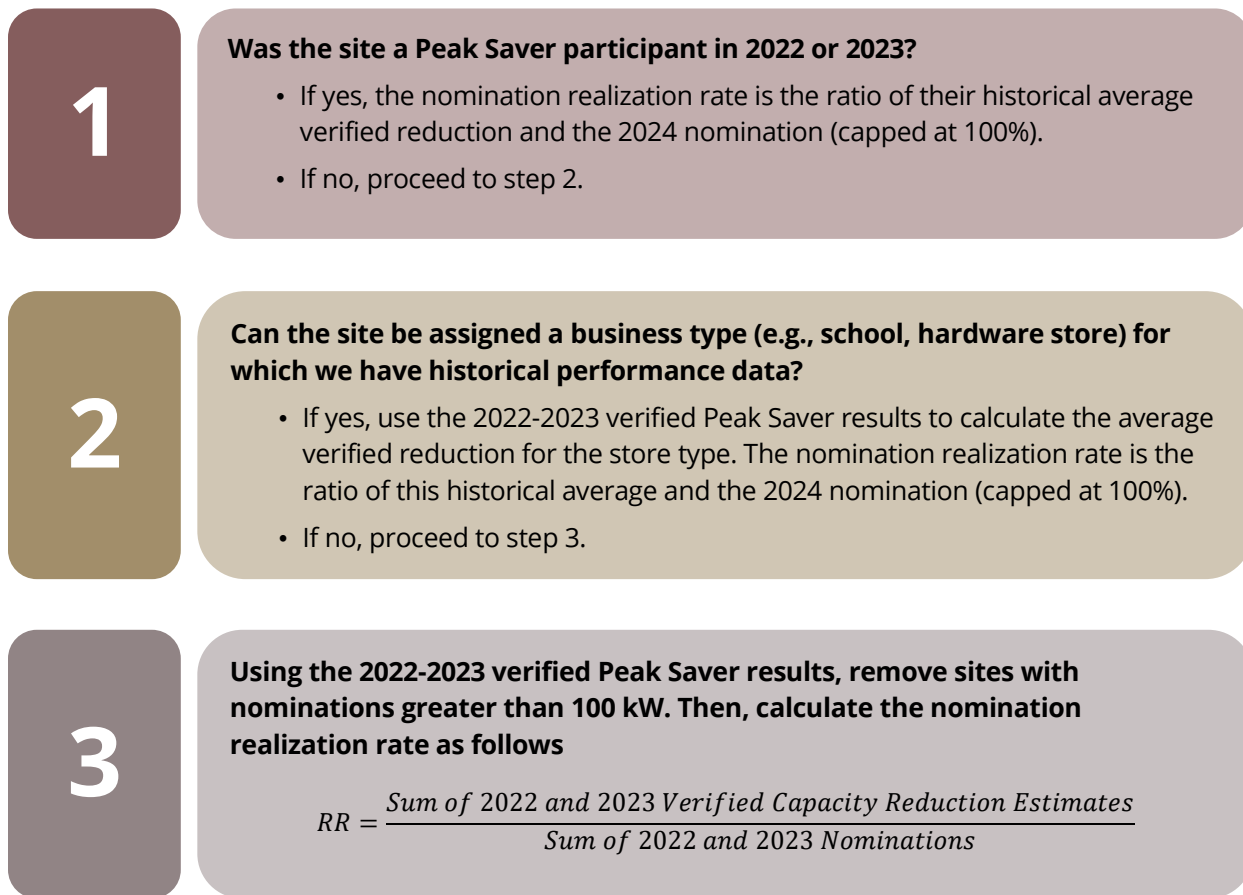 1
Was the site a Peak Saver participant in 2022 or 2023?
• If yes, the nomination realization rate is the ratio of their historical average
verified reduction and the 2024 nomination (capped at 100%).
• If no, proceed to step 2.
2
Can the site be assigned a business type (e.g., school, hardware store) for
which we have historical performance data?
• If yes, use the 2022-2023 verified Peak Saver results to calculate the average
verified reduction for the store type. The nomination realization rate is the
ratio of this historical average and the 2024 nomination (capped at 100%).
• If no, proceed to step 3.
3
Using the 2022-2023 verified Peak Saver results, remove sites with
nominations greater than 100 kW. Then, calculate the nomination
realization rate as follows
Sum of 2022 and 2023 Verified Capacity Reduction Estimates
RR =
Sum of 2022 and 2023 Nominations